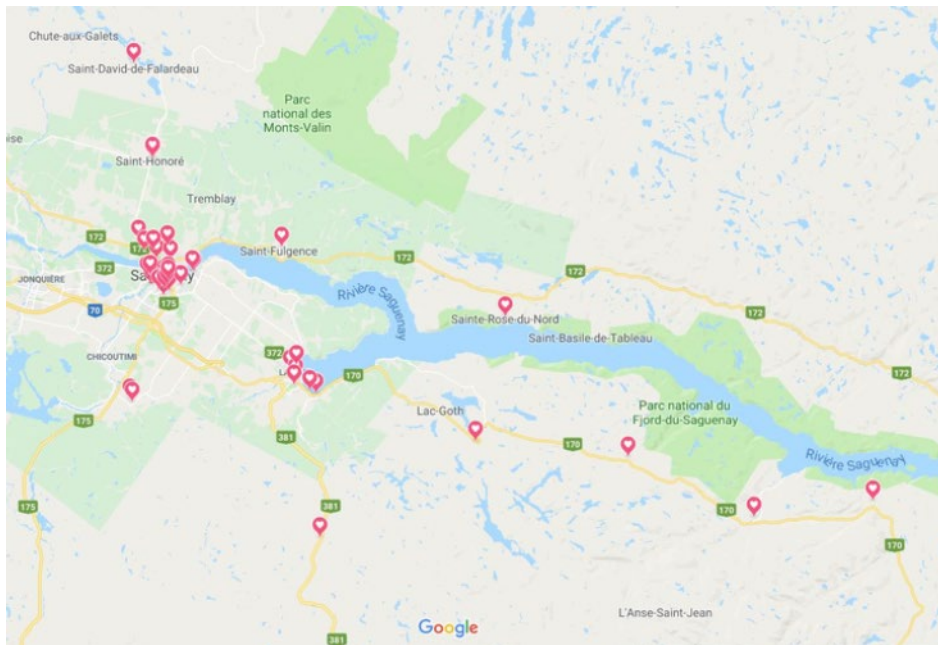 Chute-aux-Galets
Saint-David-de-Falardeau
Parc
national des
Monts-Valin
oise
Saint-Honoré
Tremblay
172
172
Saint-Fulgence
172
172
372
JONQUIÈRE
175
70
Rivière Saguenay
Sainte-Rose-du-Nord
Saint-Basile-de-Tableau
372
CHICOUTIMI
LA
170
172
175
Lac-Goth
Parc national du
Fjord-du-Saguenay
381
170
Rivière Saguenay
175
381
170
170
L'Anse-Saint-Jean
Google
381